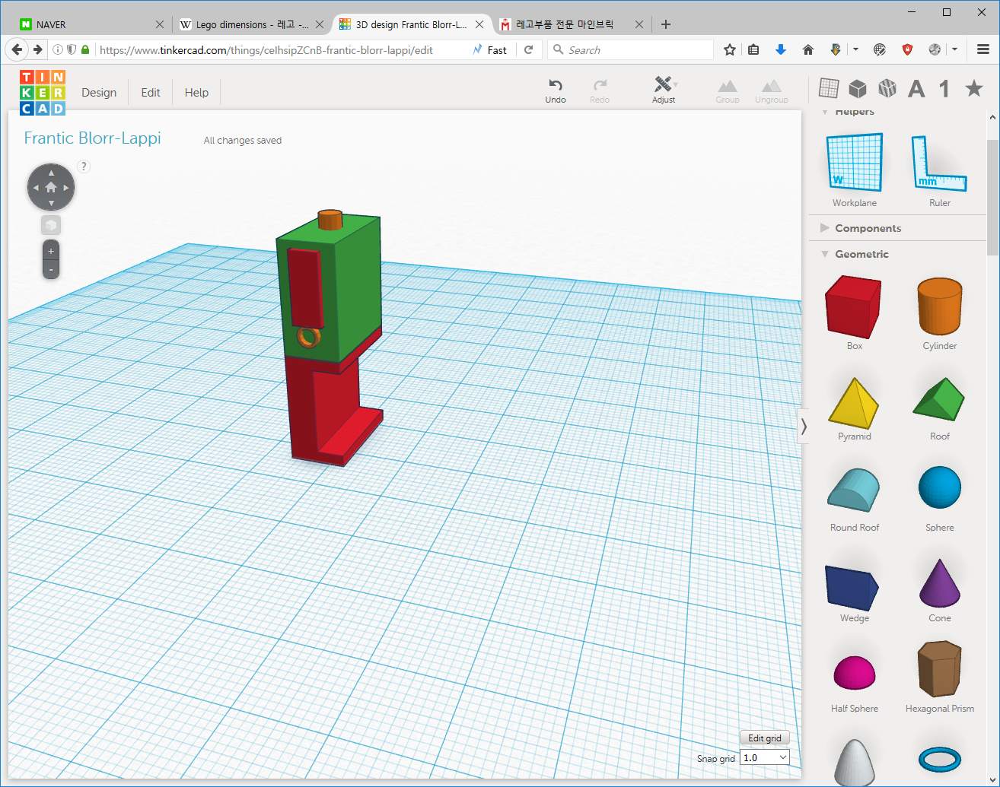 NAVER
Lego dimensions - 레고 -...
3D design Frantic Blorr-L...
레고부품 전문 마인브릭
https://www.tinkercad.com/things/celhsipZCnB-frantic-blorr-lappi/edit
Fast
Search
TIN
KER
CAD
Design
Edit
Help
Undo
Redo
Adjust
Group
Ungroup
A
1
Frantic Blorr-Lappi
All changes saved
?
+
-
Helpers
W
mm
Workplane
Ruler
Components
Geometric
Box
Cylinder
Pyramid
Roof
Round Roof
Sphere
Wedge
Cone
Half Sphere
Hexagonal Prism
Edit grid
Snap grid
1.0